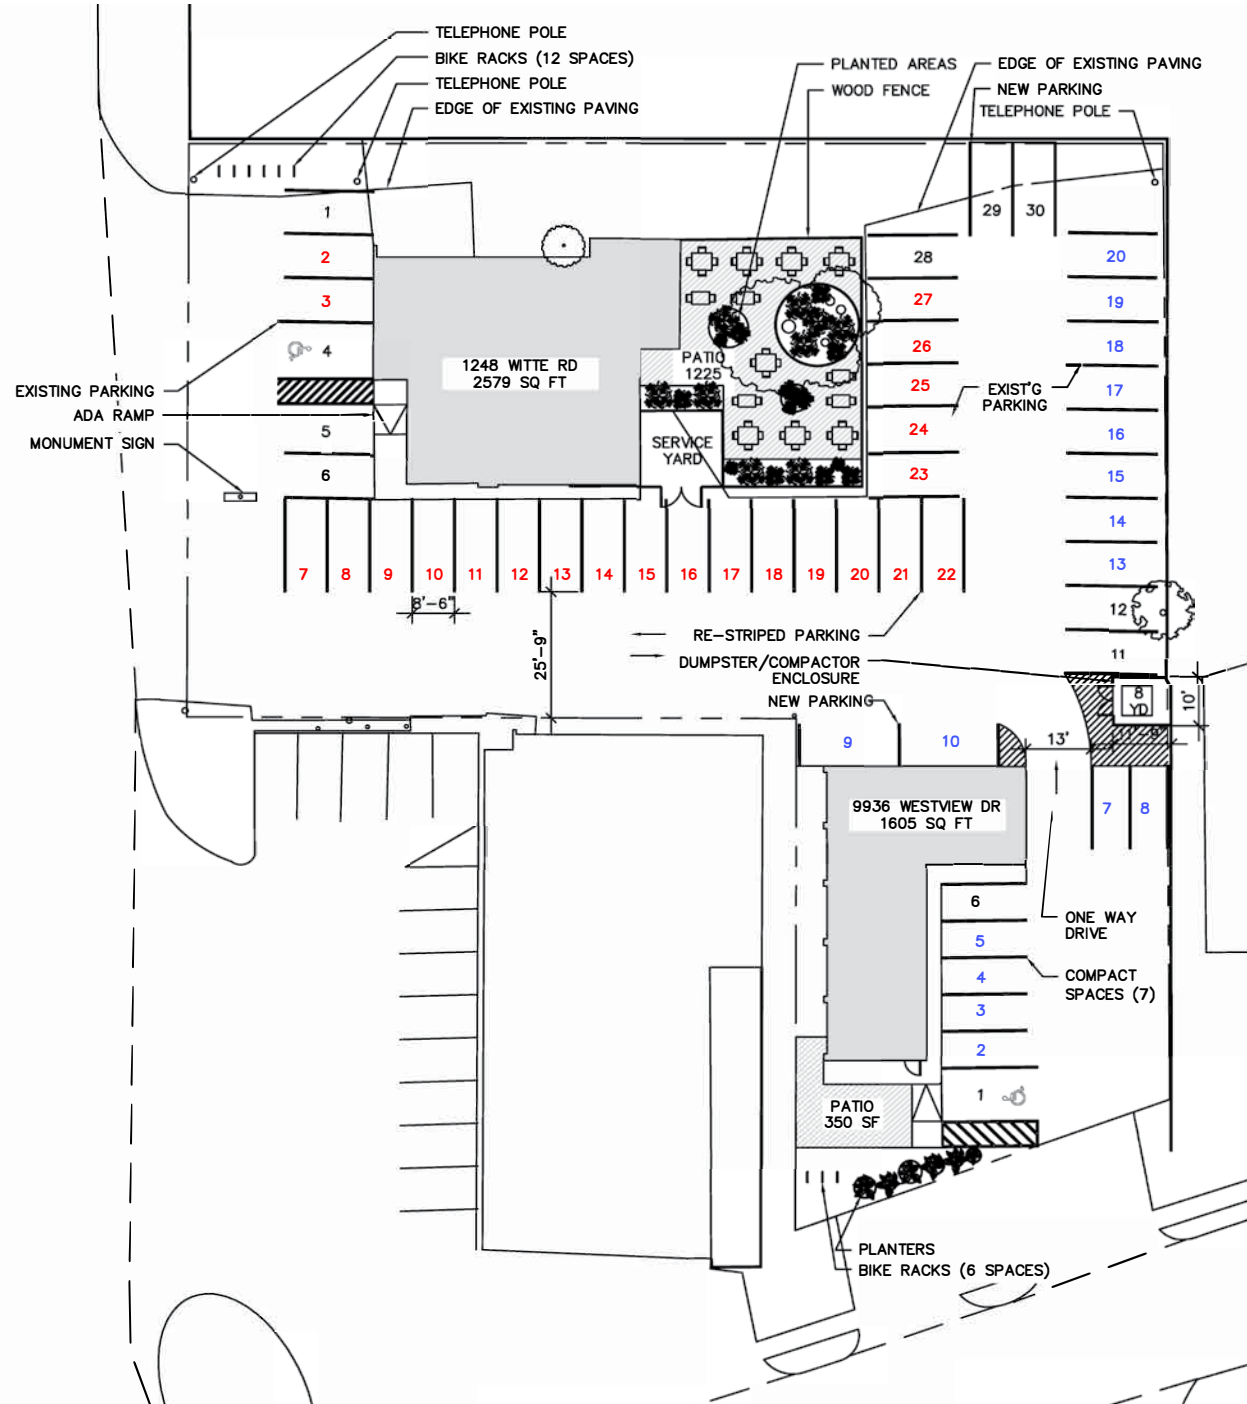 TELEPHONE POLE
BIKE RACKS (12 SPACES)
TELEPHONE POLE
EDGE OF EXISTING PAVING
PLANTED AREAS
WOOD FENCE
EDGE OF EXISTING PAVING
NEW PARKING
TELEPHONE POLE
1
2
3
4
5
6
29
30
28
27
26
25
24
23
20
19
18
17
16
15
14
13
12
11
1248 WITTE RD
2579 SQ FT
PATIO
1225
SERVICE
YARD
EXIST'G
PARKING
EXISTING PARKING
ADA RAMP
MONUMENT SIGN
7
8
9
10
11
12
13
14
15
16
17
18
19
20
21
22
8'-6"
25'-9"
RE-STRIPED PARKING
DUMPSTER/COMPACTOR
ENCLOSURE
NEW PARKING
8
YD
10'
13'
11'-9"
9
10
9936 WESTVIEW DR
1605 SQ FT
7
8
6
5
4
3
2
1
ONE WAY
DRIVE
COMPACT
SPACES (7)
PATIO
350 SF
PLANTERS
BIKE RACKS (6 SPACES)